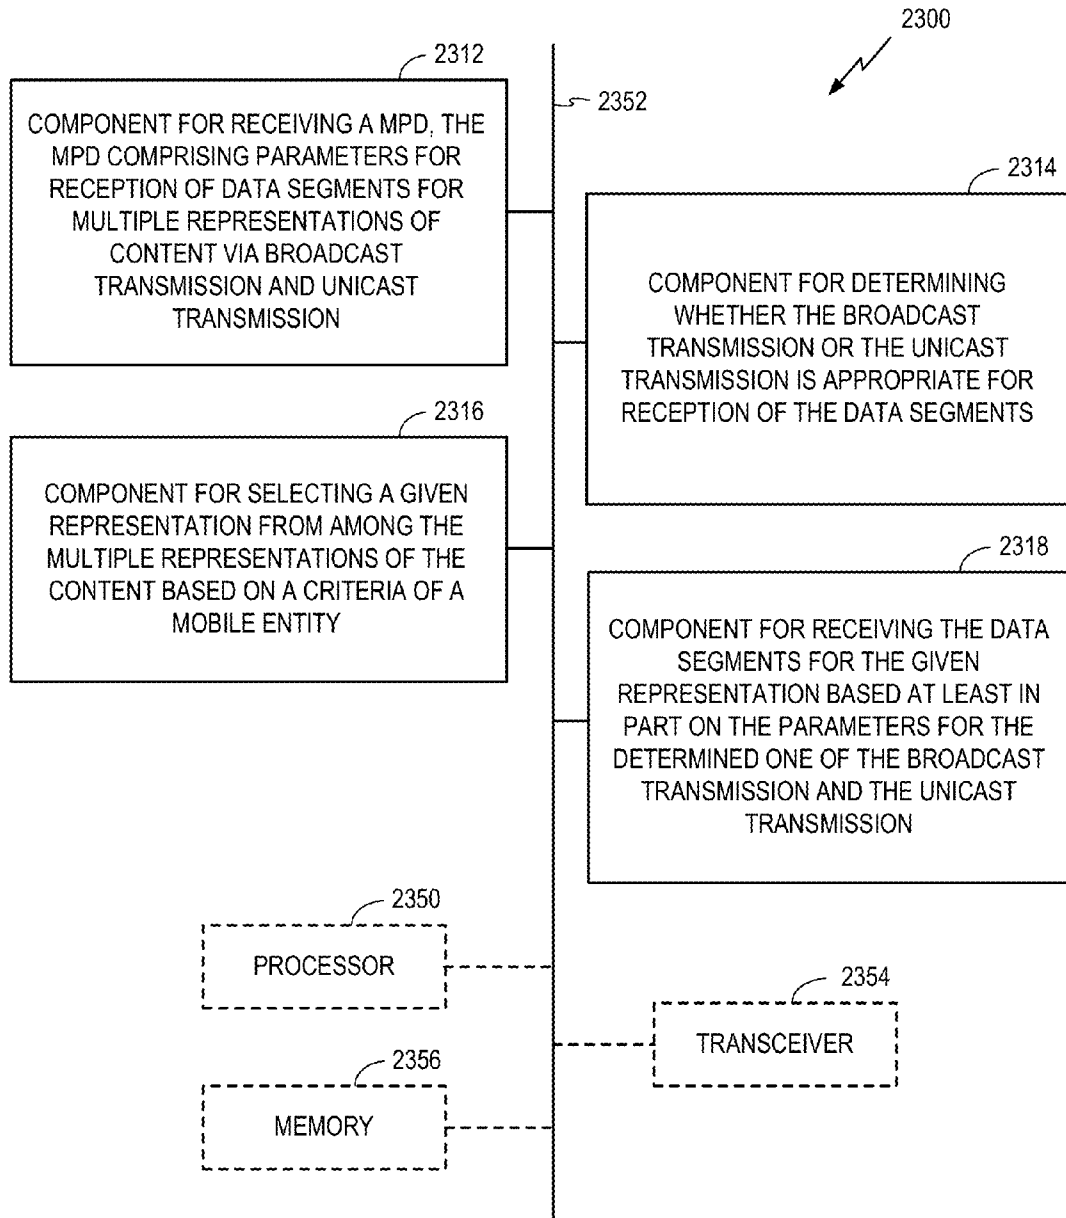 2300
2312
2352
COMPONENT FOR RECEIVING A MPD, THE
MPD COMPRISING PARAMETERS FOR
RECEPTION OF DATA SEGMENTS FOR
MULTIPLE REPRESENTATIONS OF
CONTENT VIA BROADCAST
TRANSMISSION AND UNICAST
TRANSMISSION
2314
COMPONENT FOR DETERMINING
WHETHER THE BROADCAST
TRANSMISSION OR THE UNICAST
TRANSMISSION IS APPROPRIATE FOR
RECEPTION OF THE DATA SEGMENTS
2316
COMPONENT FOR SELECTING A GIVEN
REPRESENTATION FROM AMONG THE
MULTIPLE REPRESENTATIONS OF THE
CONTENT BASED ON A CRITERIA OF A
MOBILE ENTITY
2318
COMPONENT FOR RECEIVING THE DATA
SEGMENTS FOR THE GIVEN
REPRESENTATION BASED AT LEAST IN
PART ON THE PARAMETERS FOR THE
DETERMINED ONE OF THE BROADCAST
TRANSMISSION AND THE UNICAST
TRANSMISSION
2350
PROCESSOR
2354
TRANSCEIVER
2356
MEMORY